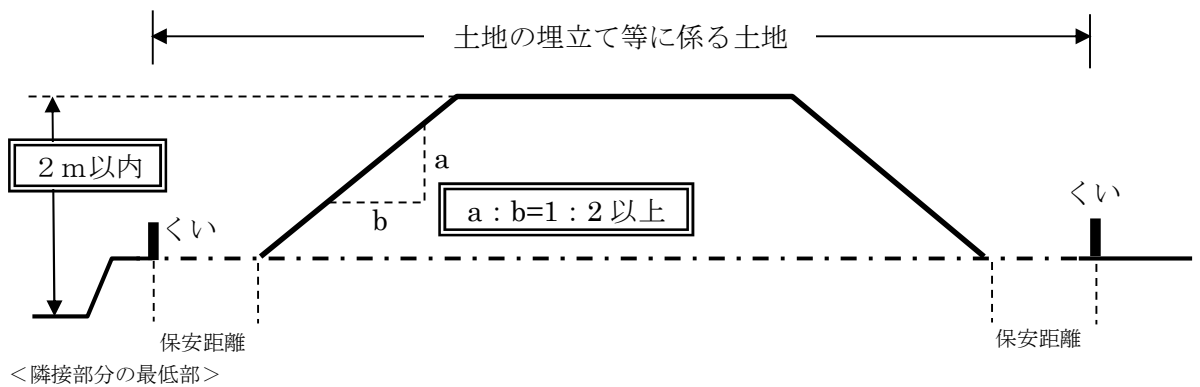 土地の埋立て等に係る土地
２ｍ以内
a
b
a：b=1：2 以上
くい
くい
保安距離
保安距離
＜隣接部分の最低部＞